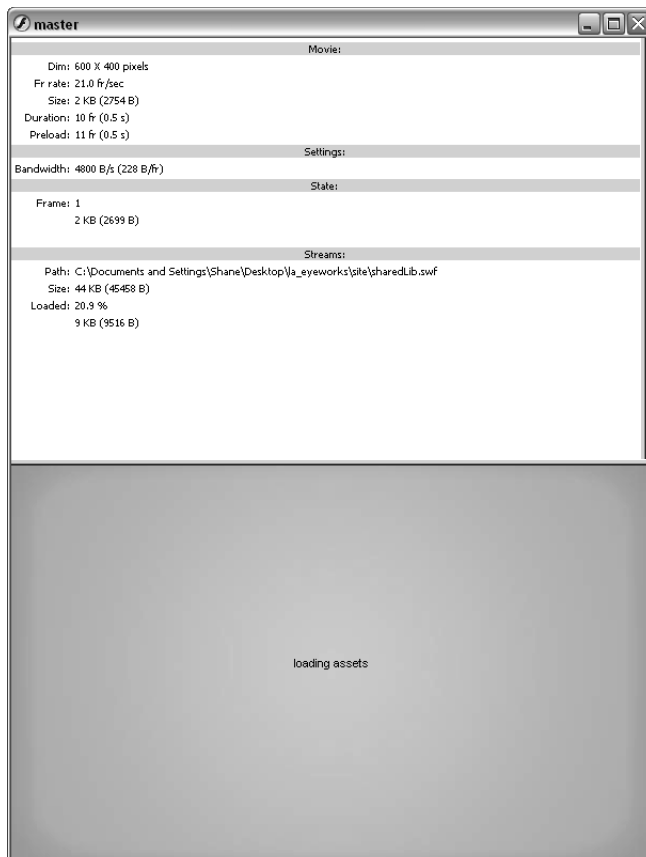 master
Movie:
Dim: 600 X 400 pixels
Fr rate: 21.0 fr/sec
Size: 2 KB (2754 B)
Duration: 10 fr (0.5 s)
Preload: 11 fr (0.5 s)
Settings:
Bandwidth: 4800 B/s (228 B/fr)
State:
Frame: 1
2 KB (2699 B)
Streams:
Path: C:\Documents and Settings\Shane\Desktop\la_eyeworks\site\sharedLib.swf
Size: 44 KB (45458 B)
Loaded: 20.9 %
9 KB (9516 B)
loading assets